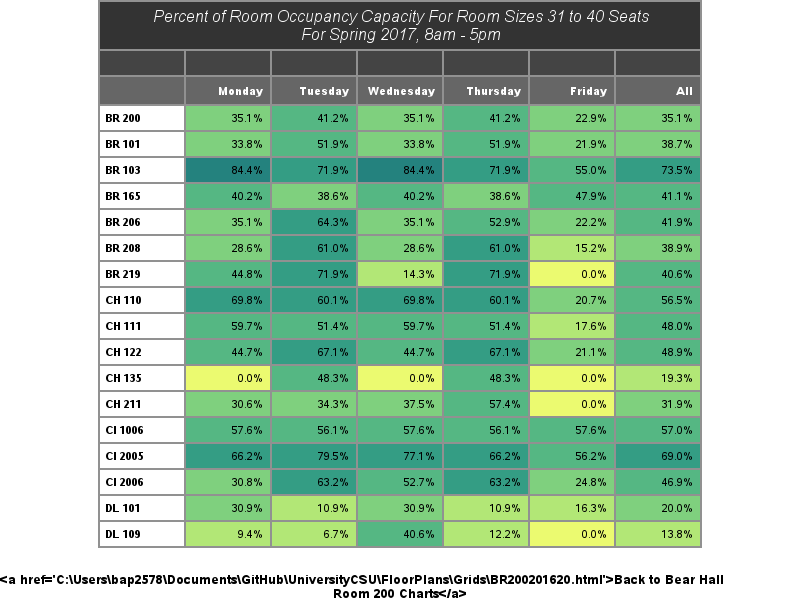 Percent of Room Occupancy Capacity For Room Sizes 31 to 40 Seats
For Spring 2017, 8am - 5pm
Monday Tuesday Wednesday Thursday Friday All
BR 200 35.1% 41.2% 35.1% 41.2% 22.9% 35.1%
BR 101 33.8% 51.9% 33.8% 51.9% 21.9% 38.7%
BR 103 84.4% 71.9% 84.4% 71.9% 55.0% 73.5%
BR 165 40.2% 38.6% 40.2% 38.6% 47.9% 41.1%
BR 206 35.1% 64.3% 35.1% 52.9% 22.2% 41.9%
BR 208 28.6% 61.0% 28.6% 61.0% 15.2% 38.9%
BR 219 44.8% 71.9% 14.3% 71.9% 0.0% 40.6%
CH 110 69.8% 60.1% 69.8% 60.1% 20.7% 56.5%
CH 111 59.7% 51.4% 59.7% 51.4% 17.6% 48.0%
CH 122 44.7% 67.1% 44.7% 67.1% 21.1% 48.9%
CH 135 0.0% 48.3% 0.0% 48.3% 0.0% 19.3%
CH 211 30.6% 34.3% 37.5% 57.4% 0.0% 31.9%
CI 1006 57.6% 56.1% 57.6% 56.1% 57.6% 57.0%
CI 2005 66.2% 79.5% 77.1% 66.2% 56.2% 69.0%
CI 2006 30.8% 63.2% 52.7% 63.2% 24.8% 46.9%
DL 101 30.9% 10.9% 30.9% 10.9% 16.3% 20.0%
DL 109 9.4% 6.7% 40.6% 12.2% 0.0% 13.8%
<a href='C:\Users\bap2578\Documents\GitHub\UniversityCSU\FloorPlans\Grids\BR200201620.html'>Back to Bear Hall
Room 200 Charts</a>